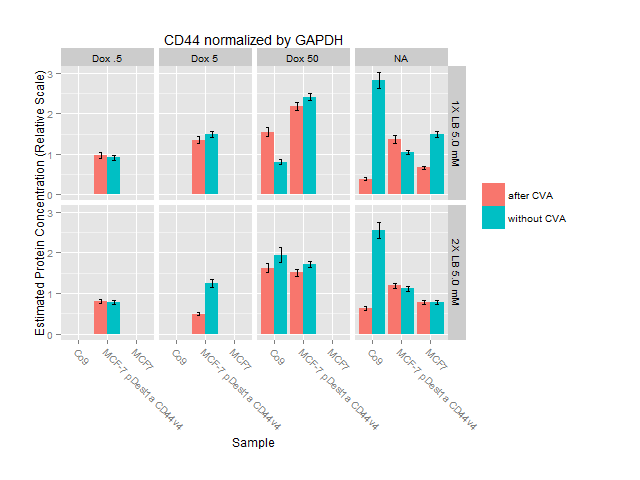 CD44 normalized by GAPDH
Dox .5
Dox 5
Dox 50
NA
Estimated Protein Concentration (Relative Scale)
3
2
1
0
1X LB 5.0 mM
3
2
1
0
2X LB 5.0 mM
after CVA
without CVA
Co9
MCF-7 pDest1a CD44v4
MCF7
Co9
MCF-7 pDest1a CD44v4
MCF7
Co9
MCF-7 pDest1a CD44v4
MCF7
Co9
MCF-7 pDest1a CD44v4
MCF7
Sample